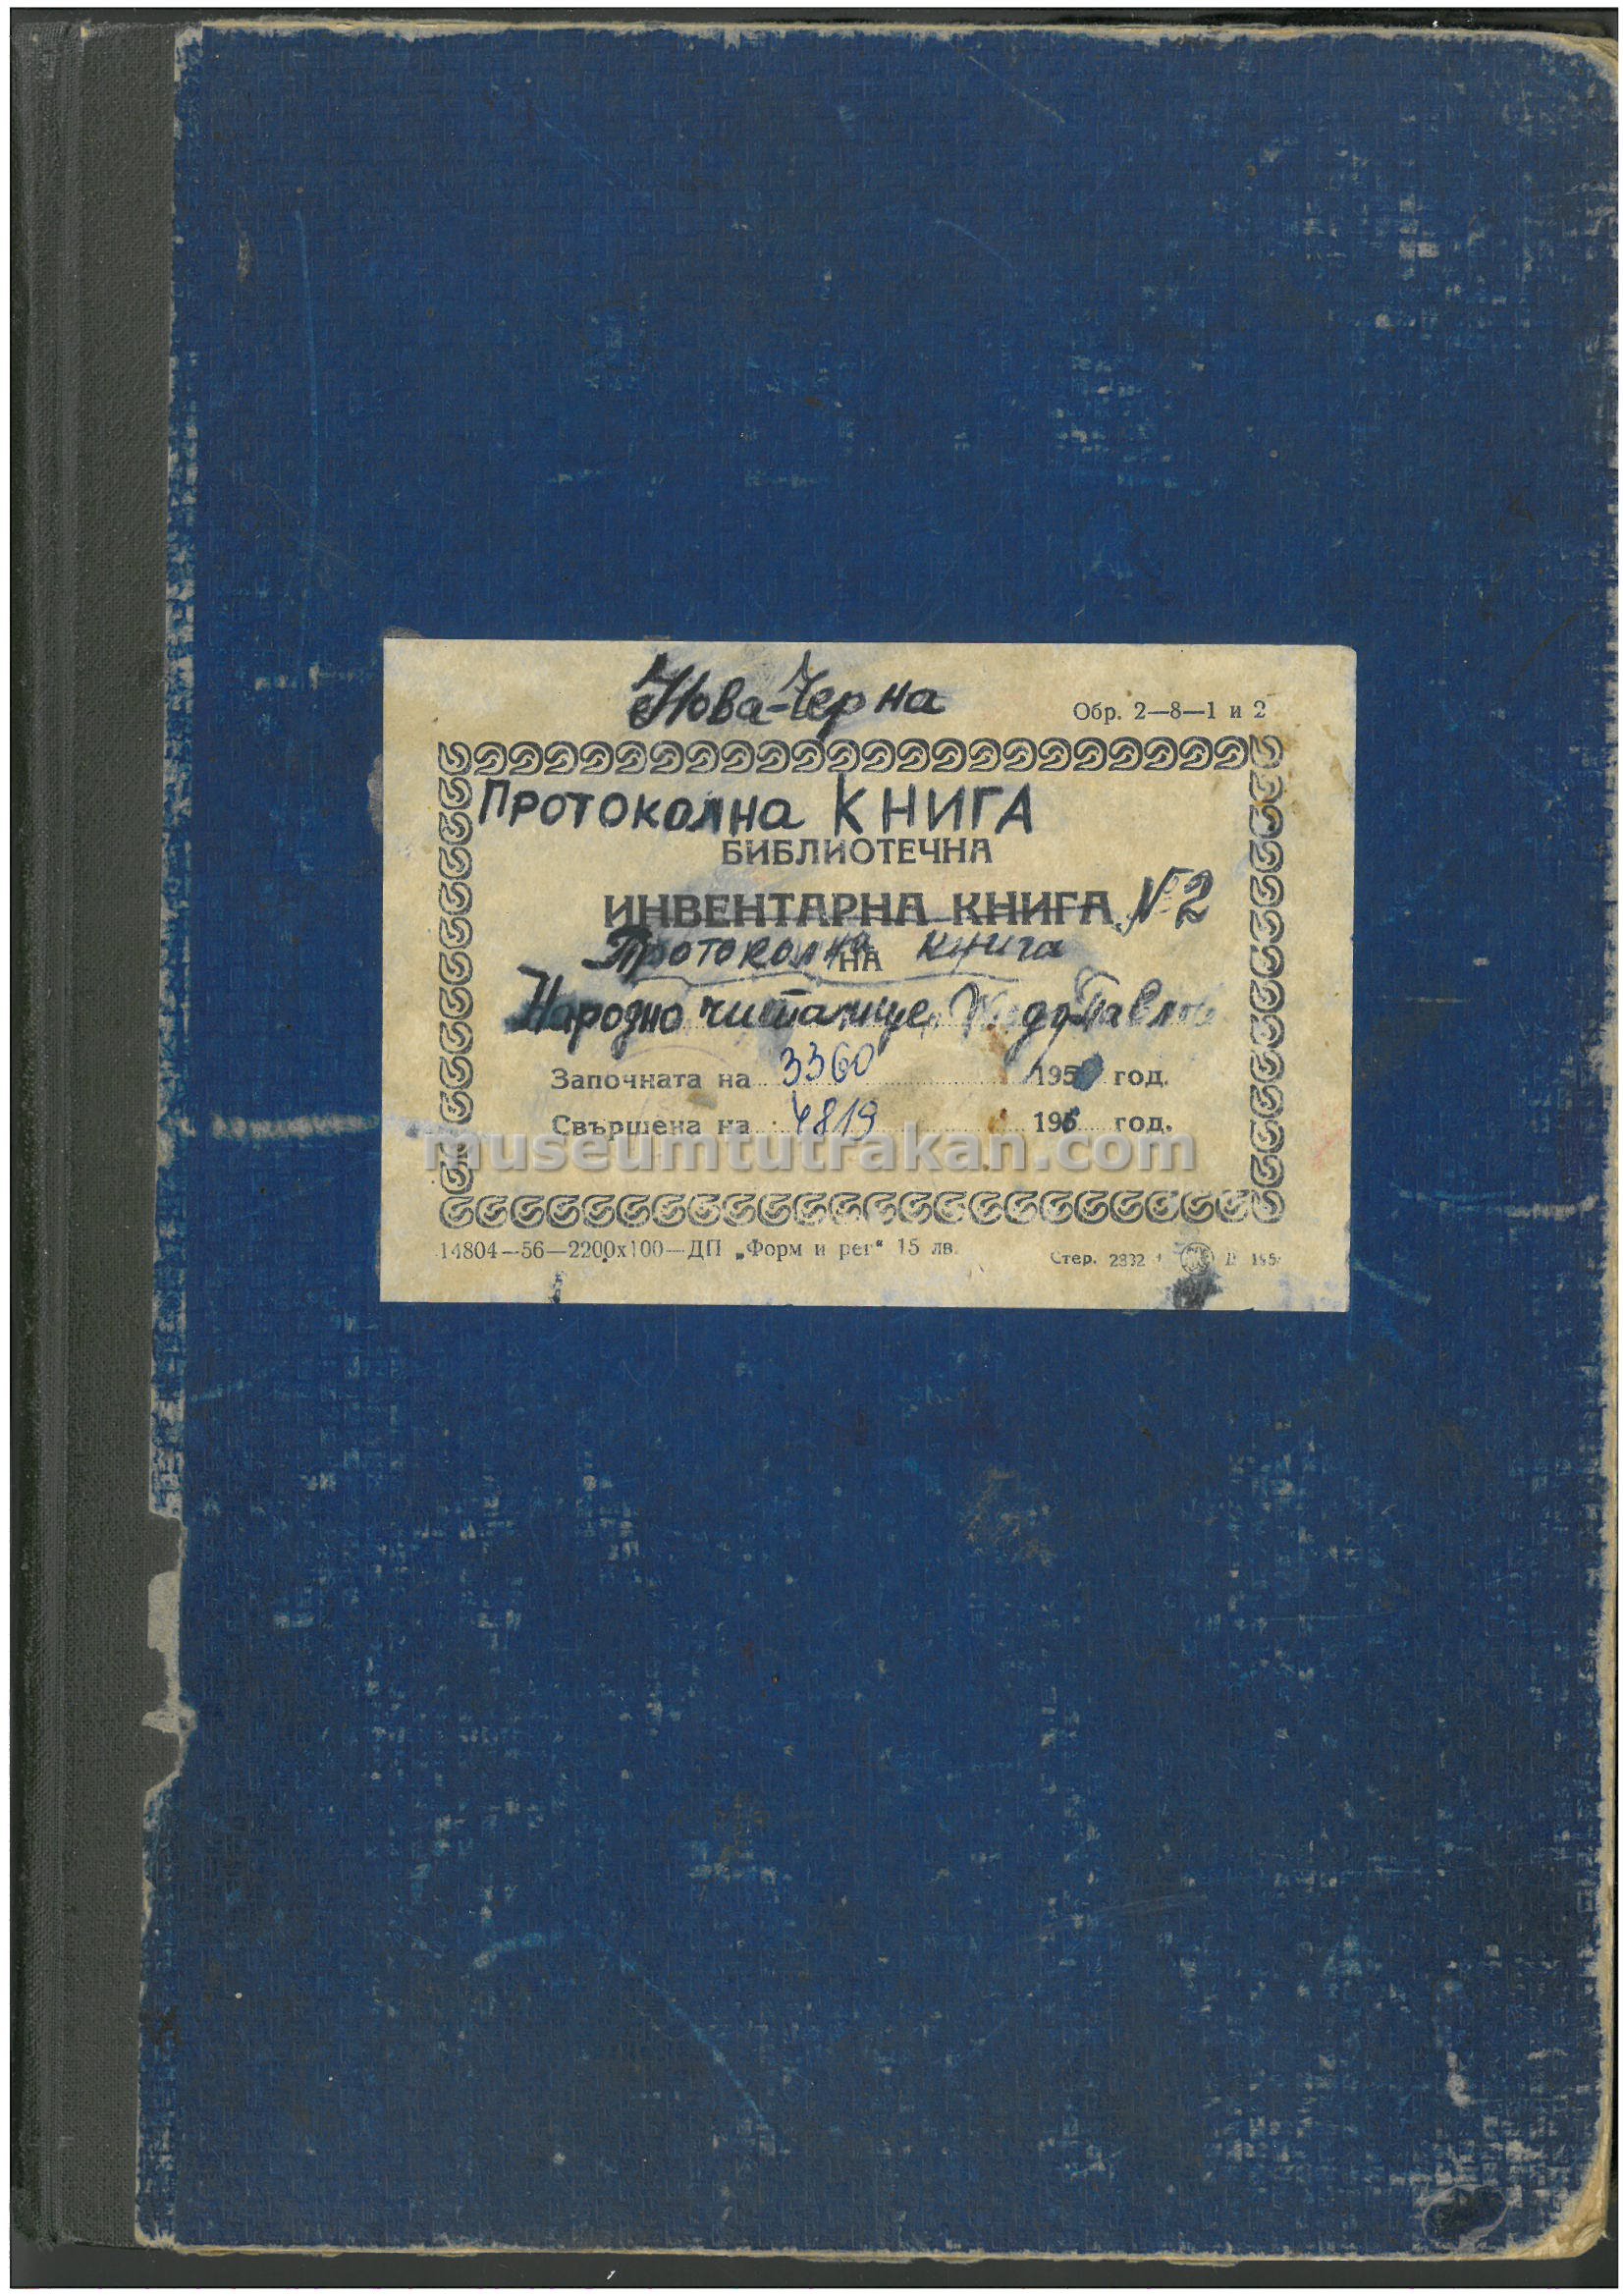 Нова-Черна
Обр. 2—8—1 и 2
Протоколна КНИГА
БИБЛИОТЕЧНА
ИНВЕНТАРНА КНИГА №2
Протоколна книга
НА
Народно читалище
Започната на 3360 195 год.
Свършена на 4819 195 год.
museumtutrakan.com
14804—56—2200х100—ДП „Форм и рег“ 15 лв.
Стер. 2832